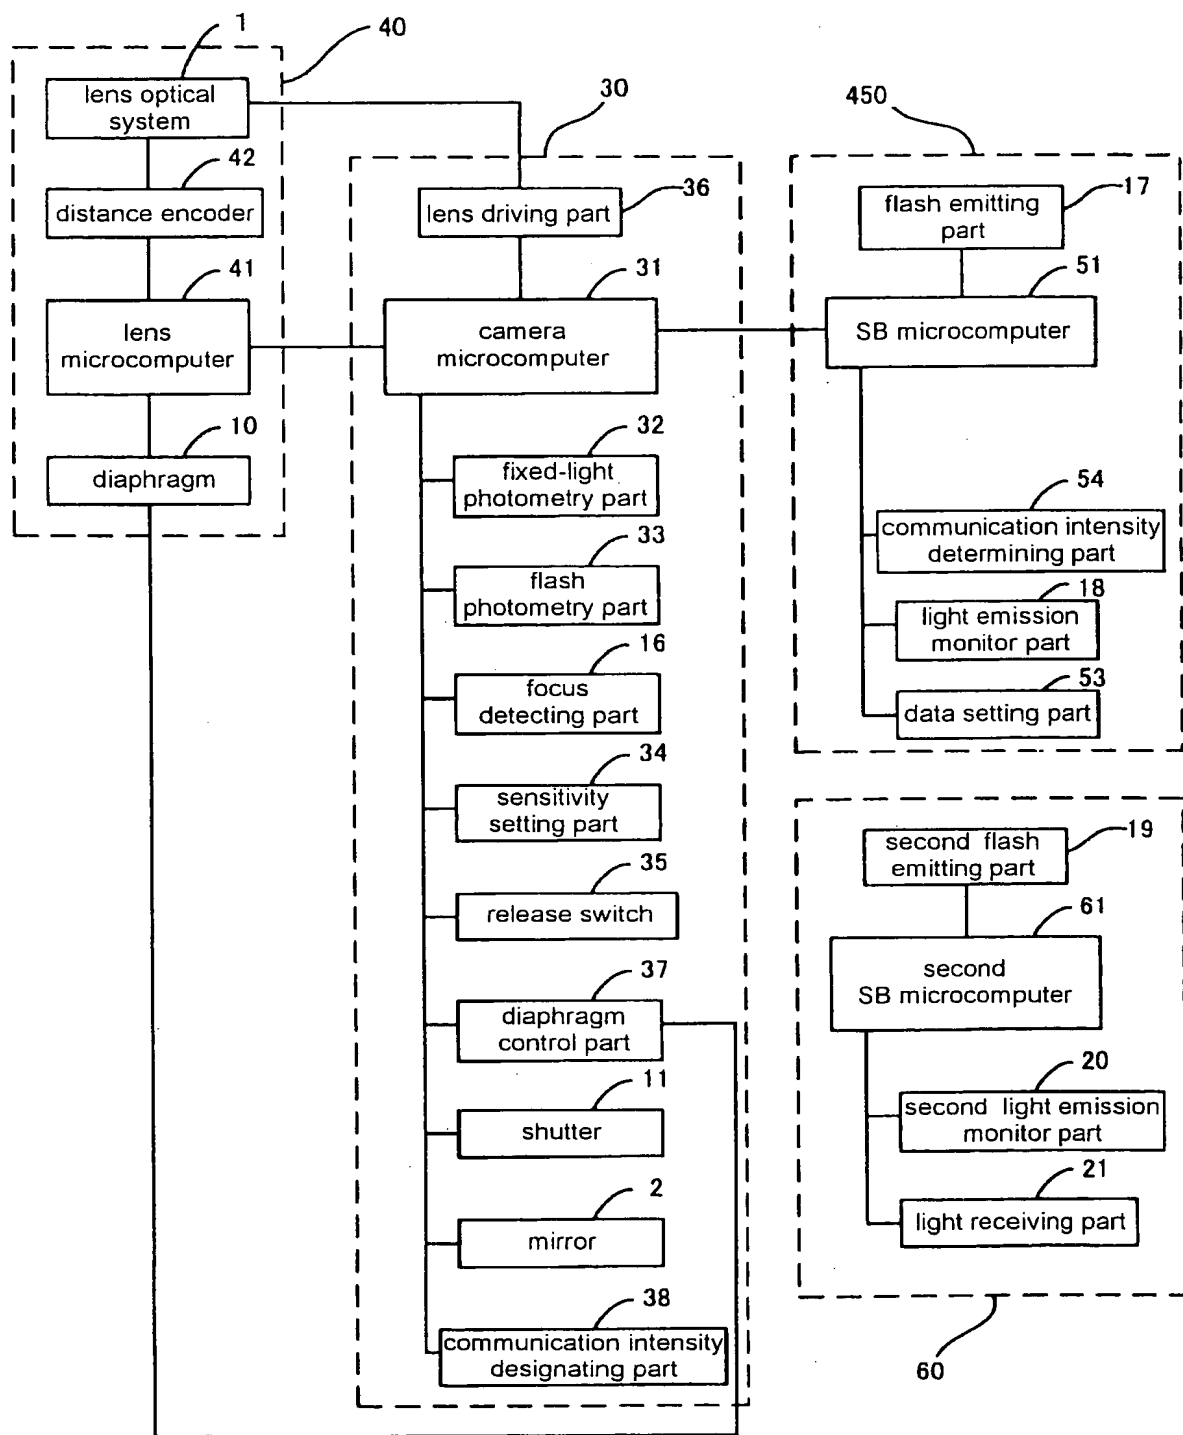 1
40
lens optical
system
42
distance encoder
41
lens
microcomputer
10
diaphragm
30
36
lens driving part
31
camera
microcomputer
32
fixed-light
photometry part
33
flash
photometry part
16
focus
detecting part
34
sensitivity
setting part
35
release switch
37
diaphragm
control part
11
shutter
2
mirror
38
communication intensity
designating part
450
17
flash emitting
part
51
SB microcomputer
54
communication intensity
determining part
18
light emission
monitor part
53
data setting part
19
second flash
emitting part
61
second
SB microcomputer
20
second light emission
monitor part
21
light receiving part
60